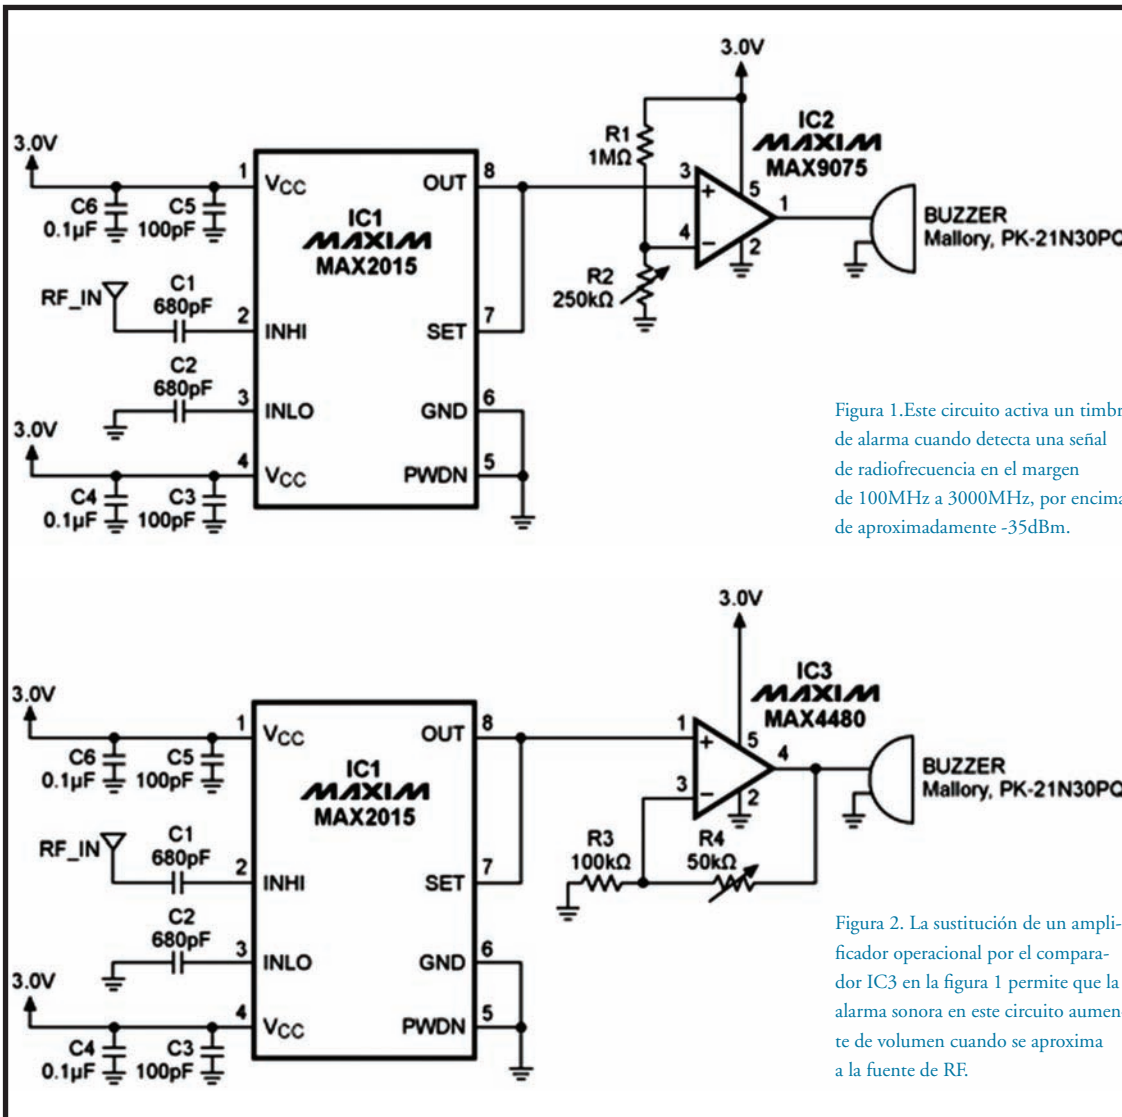 3.0V
3.0V
R1
1MΩ
IC2
MAXIM
MAX9075
1
VCC
OUT
8
3
+
5
1
C6
0.1µF
C5
100pF
IC1
MAXIM
MAX2015
4
−
2
BUZZER
Mallory, PK-21N30PQ
R2
250kΩ
RF_IN
C1
680pF
2
INHI
SET
7
C2
680pF
3
INLO
GND
6
3.0V
4
VCC
PWDN
5
C4
0.1µF
C3
100pF
Figura 1.Este circuito activa un timbr
de alarma cuando detecta una señal
de radiofrecuencia en el margen
de 100MHz a 3000MHz, por encima
de aproximadamente -35dBm.
3.0V
IC3
MAXIM
MAX4480
3.0V
1
VCC
OUT
8
1
+
5
4
C6
0.1µF
C5
100pF
IC1
MAXIM
MAX2015
3
−
2
BUZZER
Mallory, PK-21N30PQ
RF_IN
C1
680pF
2
INHI
SET
7
R3
100kΩ
R4
50kΩ
C2
680pF
3
INLO
GND
6
3.0V
4
VCC
PWDN
5
C4
0.1µF
C3
100pF
Figura 2. La sustitución de un ampli-
ficador operacional por el compara-
dor IC3 en la figura 1 permite que la
alarma sonora en este circuito aumen-
te de volumen cuando se aproxima
a la fuente de RF.